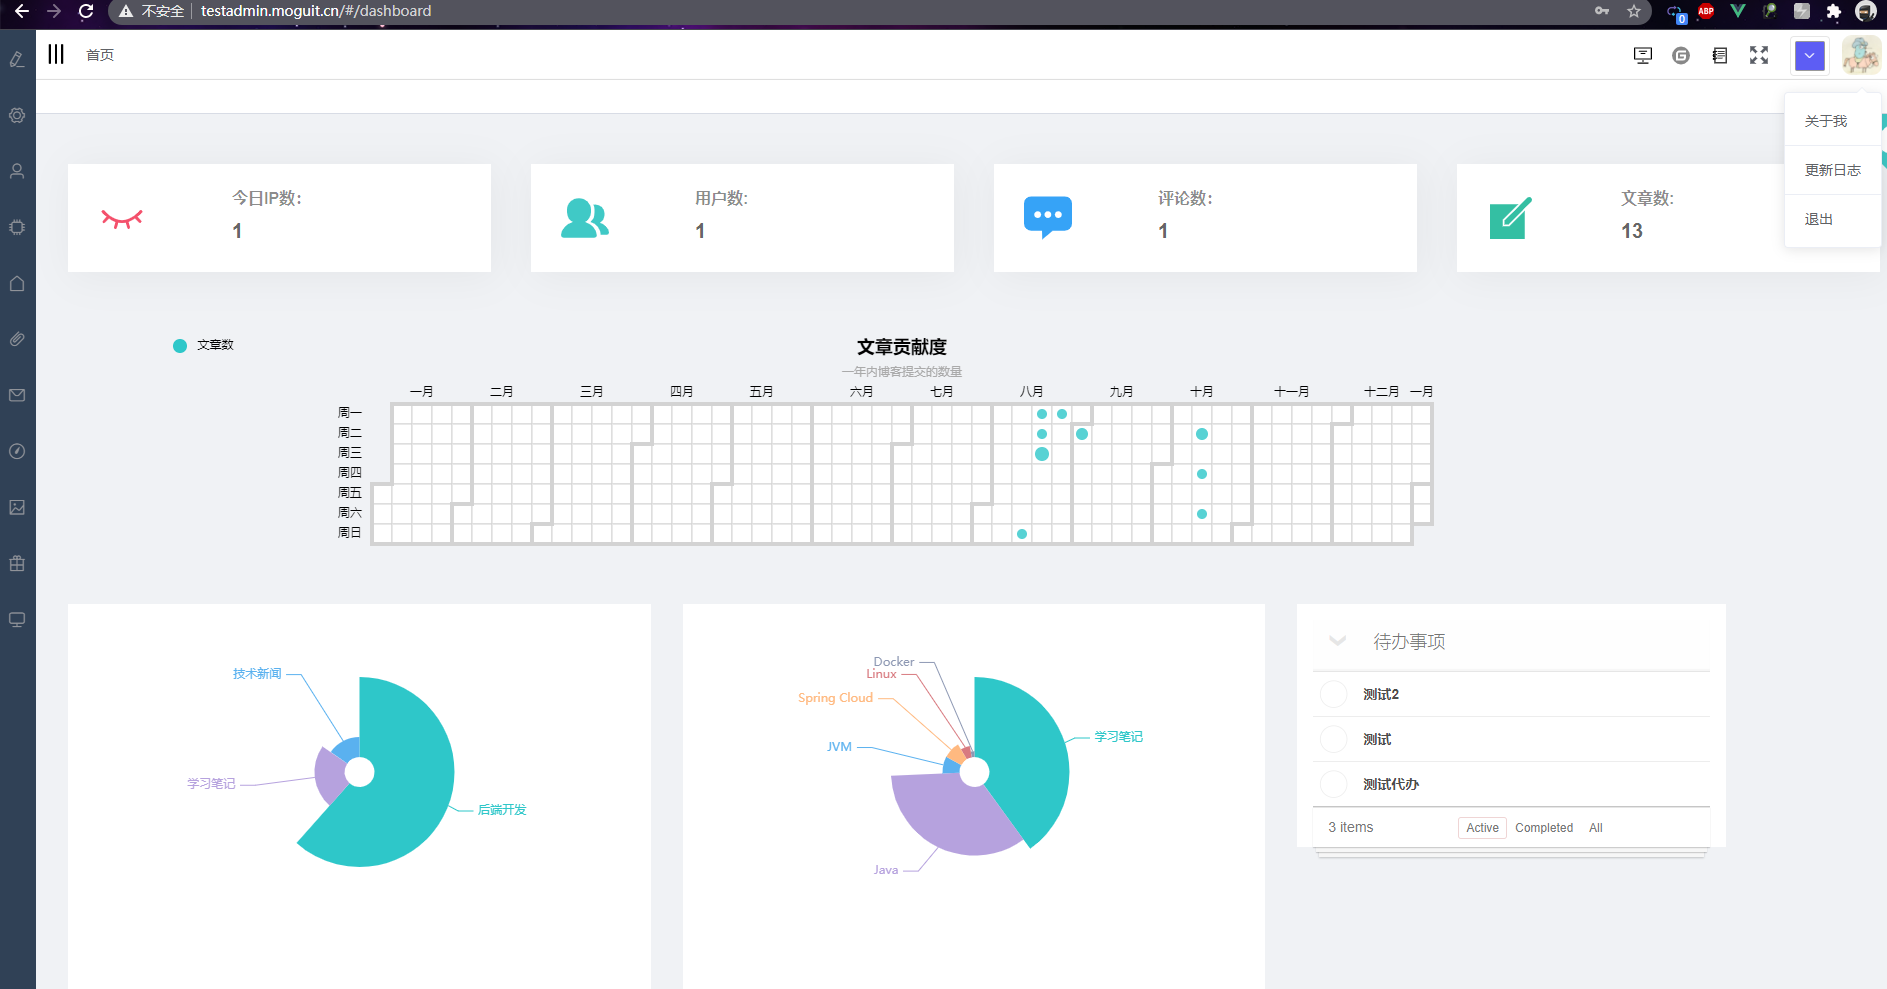 不安全 testadmin.moguit.cn/#/dashboard
0
ABP
首页
关于我
更新日志
退出
今日IP数:
1
用户数:
1
评论数:
1
文章数:
13
文章数
文章贡献度
一年内博客提交的数量
一月 二月 三月 四月 五月 六月 七月 八月 九月 十月 十一月 十二月 一月
周一
周二
周三
周四
周五
周六
周日
技术新闻
学习笔记
后端开发
Docker
Linux
Spring Cloud
JVM
学习笔记
Java
待办事项
测试2
测试
测试代办
3 items Active Completed All